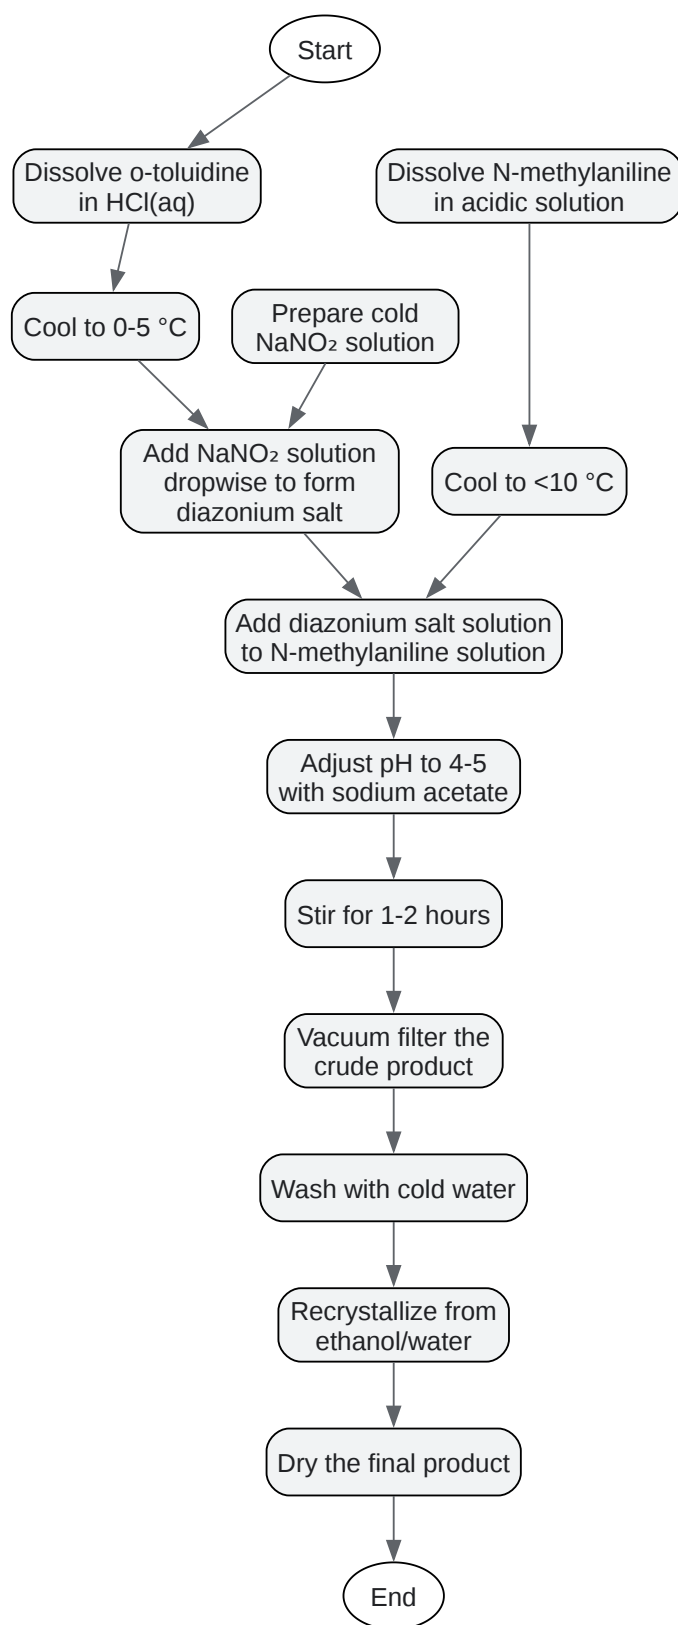 Start
Dissolve o-toluidine
in HCl(aq)
Dissolve N-methylaniline
in acidic solution
Cool to 0-5 °C
Prepare cold
NaNO₂ solution
Add NaNO₂ solution
dropwise to form
diazonium salt
Cool to <10 °C
Add diazonium salt solution
to N-methylaniline solution
Adjust pH to 4-5
with sodium acetate
Stir for 1-2 hours
Vacuum filter the
crude product
Wash with cold water
Recrystallize from
ethanol/water
Dry the final product
End